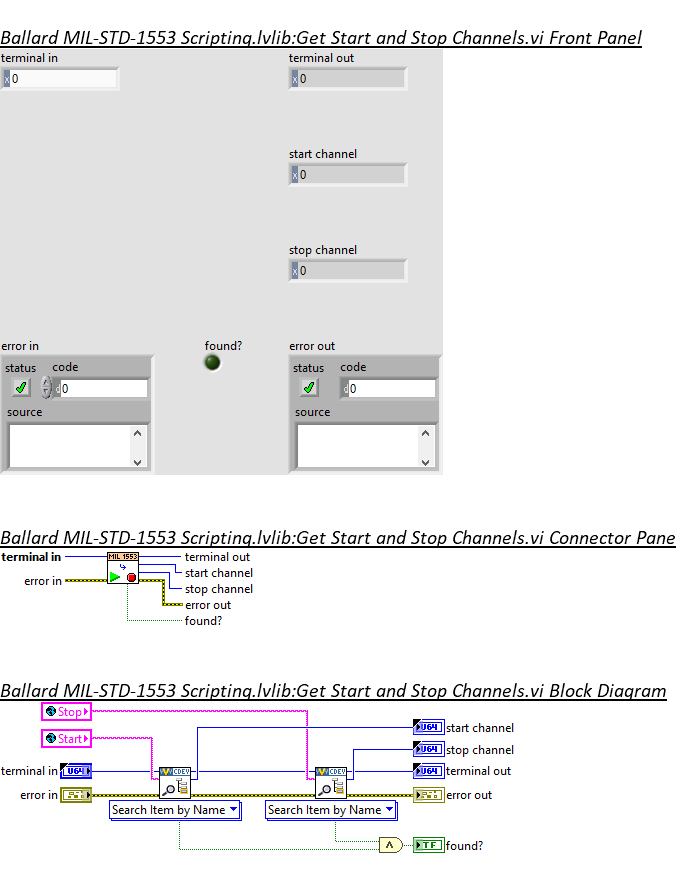 Ballard MIL-STD-1553 Scripting.lvlib:Get Start and Stop Channels.vi Front Panel
terminal in
terminal out
x 0
x 0
start channel
x 0
stop channel
x 0
error in
found?
error out
status code
status code
d 0
d 0
source
source
Ballard MIL-STD-1553 Scripting.lvlib:Get Start and Stop Channels.vi Connector Pane
terminal in
MIL 1553
terminal out
start channel
error in
stop channel
error out
found?
Ballard MIL-STD-1553 Scripting.lvlib:Get Start and Stop Channels.vi Block Diagram
Stop
U64 start channel
Start
U64 stop channel
terminal in U64
CDEV
CDEV
U64 terminal out
error in
error out
Search Item by Name
Search Item by Name
TF found?